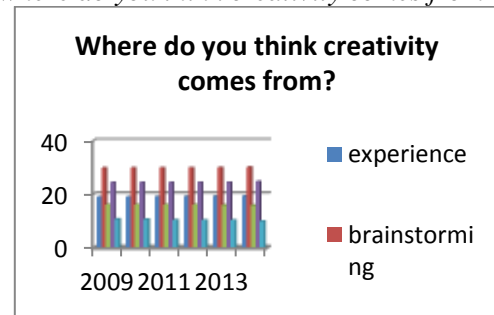 Where do you think creativity
comes from?
40
20
0
2009 2011 2013
experience
brainstormi
ng